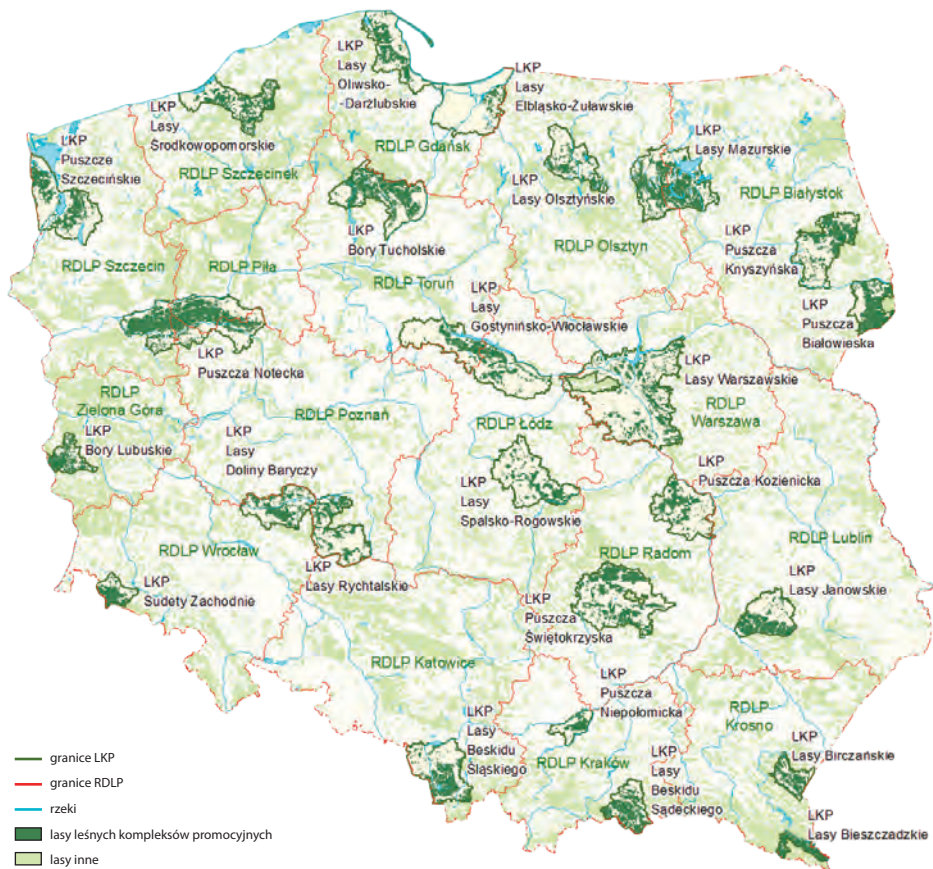 LKP
Lasy
Oliwsko-
-Darżlubskie
LKP
Lasy
Elbląsko-Żuławskie
LKP
Lasy
Środkowopomorskie
LKP
Puszcze
Szczecińskie
RDLP Gdańsk
RDLP Szczecinek
LKP
Lasy Mazurskie
LKP
Lasy Olsztyńskie
RDLP Białystok
LKP
Bory Tucholskie
RDLP Olsztyn
LKP
Puszcza
Knyszyńska
RDLP Szczecin
RDLP Piła
RDLP Toruń
LKP
Lasy
Gostynińsko-Włocławskie
LKP
Puszcza
Białowieska
LKP
Puszcza Notecka
LKP
Lasy Warszawskie
RDLP
Zielona Góra
RDLP Poznań
RDLP Łódź
RDLP
Warszawa
LKP
Bory Lubuskie
LKP
Lasy
Doliny Baryczy
LKP
Lasy
Spalsko-Rogowskie
LKP
Puszcza Kozienicka
RDLP Wrocław
LKP
Lasy Rychtalskie
RDLP Radom
RDLP Lublin
LKP
Sudety Zachodnie
LKP
Puszcza
Świętokrzyska
LKP
Lasy Janowskie
RDLP Katowice
LKP
Puszcza
Niepołomicka
RDLP
Krosno
LKP
Lasy
Beskidu
Śląskiego
RDLP Kraków
LKP
Lasy
Beskidu
Sądeckiego
LKP
Lasy Birczańskie
LKP
Lasy Bieszczadzkie
granice LKP
granice RDLP
rzeki
lasy leśnych kompleksów promocyjnych
lasy inne